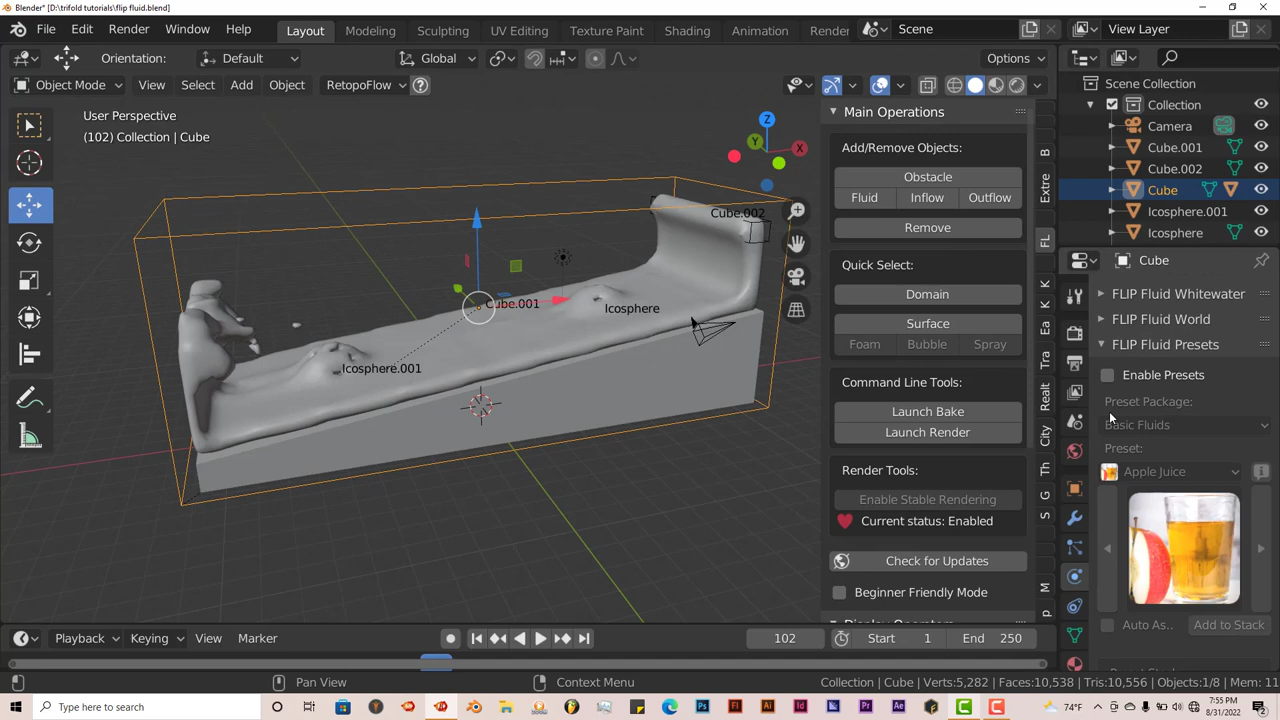 Blender* [D:\trifold tutorials\flip fluid.blend]
File Edit Render Window Help Layout Modeling Sculpting UV Editing Texture Paint Shading Animation Render Scene View Layer
Orientation: Default Global Options
Object Mode View Select Add Object RetopoFlow
User Perspective
(102) Collection | Cube
Z
Y
X
Cube.002
Cube.001
Icosphere
Icosphere.001
Main Operations
Add/Remove Objects:
Obstacle
Fluid Inflow Outflow
Remove
Quick Select:
Domain
Surface
Foam Bubble Spray
Command Line Tools:
Launch Bake
Launch Render
Render Tools:
Enable Stable Rendering
Current status: Enabled
Check for Updates
Beginner Friendly Mode
B
Extre
FL
K
K
Ea
Tra
Realt
City
Th
G
S
M
p
Scene Collection
Collection
Camera
Cube.001
Cube.002
Cube
Icosphere.001
Icosphere
Cube
FLIP Fluid Whitewater
FLIP Fluid World
FLIP Fluid Presets
Enable Presets
Preset Package:
Basic Fluids
Preset:
Apple Juice
Auto As.. Add to Stack
Playback Keying View Marker 102 Start 1 End 250
Pan View Context Menu Collection | Cube Verts:5,282 | Faces:10,538 | Tris:10,556 | Objects:1/8 | Mem: 11
Type here to search
74°F
7:55 PM
8/31/2022
2